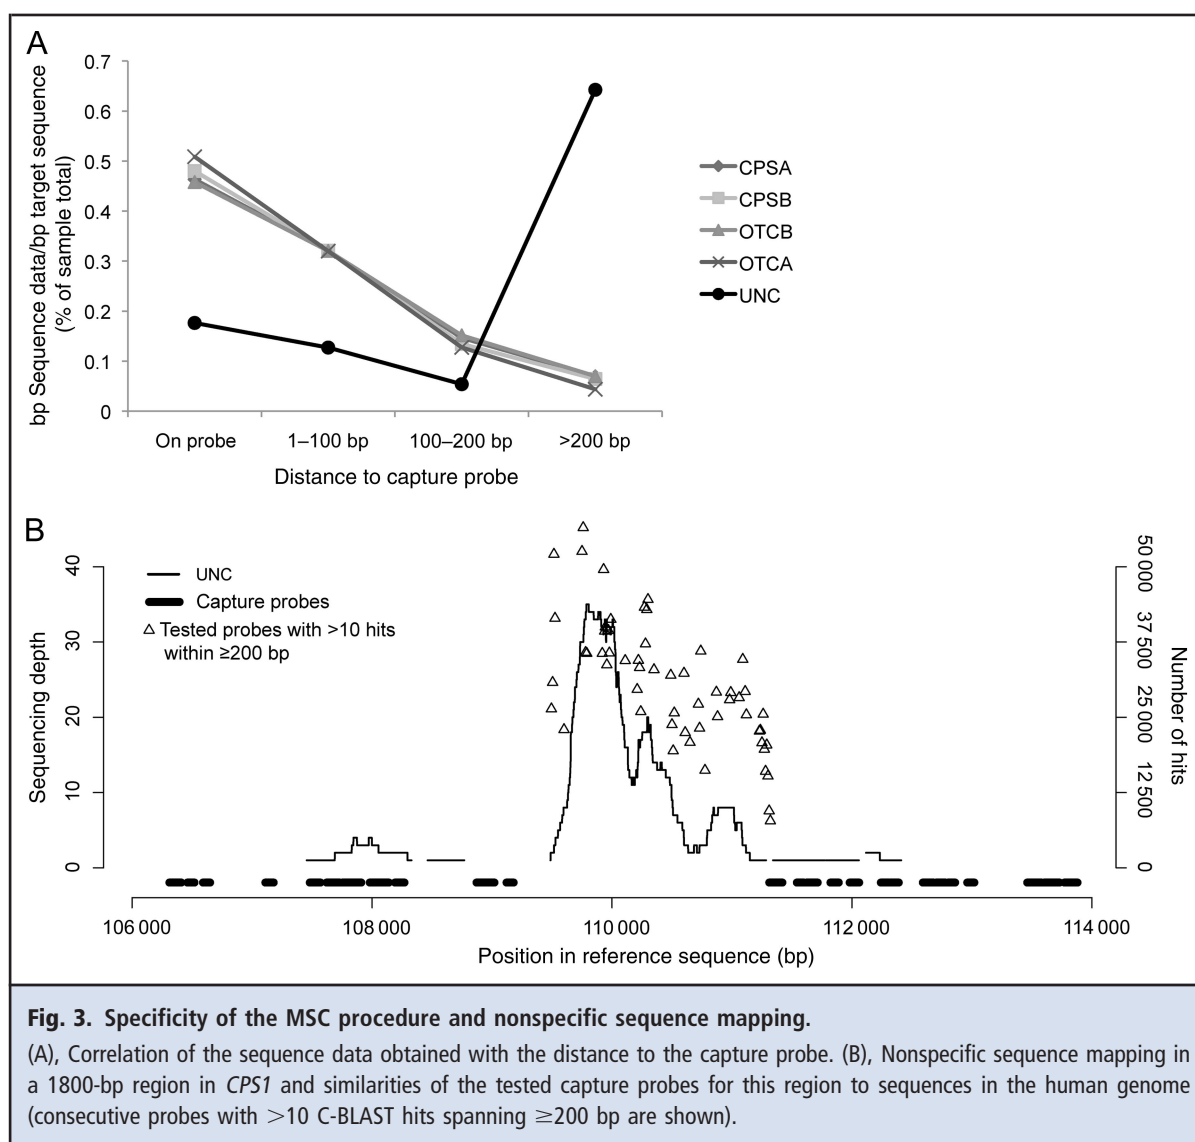 A
bp Sequence data/bp target sequence
(% of sample total)
0.7
0.6
0.5
0.4
0.3
0.2
0.1
0
On probe
1–100 bp
100–200 bp
>200 bp
Distance to capture probe
CPSA
CPSB
OTCB
OTCA
UNC
B
Sequencing depth
40
30
20
10
0
UNC
Capture probes
Tested probes with >10 hits
within ≥200 bp
50 000
37 500
25 000
12 500
0
Number of hits
106 000
108 000
110 000
112 000
114 000
Position in reference sequence (bp)
Fig. 3. Specificity of the MSC procedure and nonspecific sequence mapping.
(A), Correlation of the sequence data obtained with the distance to the capture probe. (B), Nonspecific sequence mapping in
a 1800-bp region in CPS1 and similarities of the tested capture probes for this region to sequences in the human genome
(consecutive probes with >10 C-BLAST hits spanning ≧200 bp are shown).